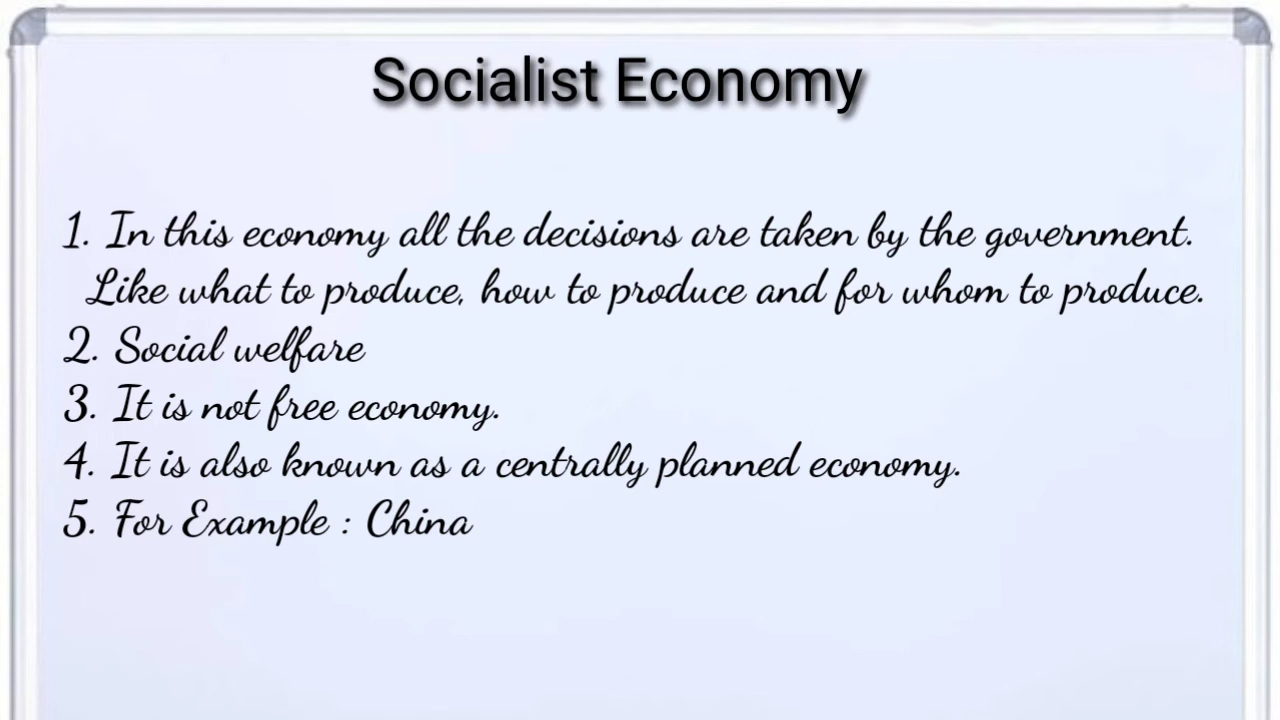 Socialist Economy
1. In this economy all the decisions are taken by the government.
Like what to produce, how to produce and for whom to produce.
2. Social welfare
3. It is not free economy.
4. It is also known as a centrally planned economy.
5. For Example : China